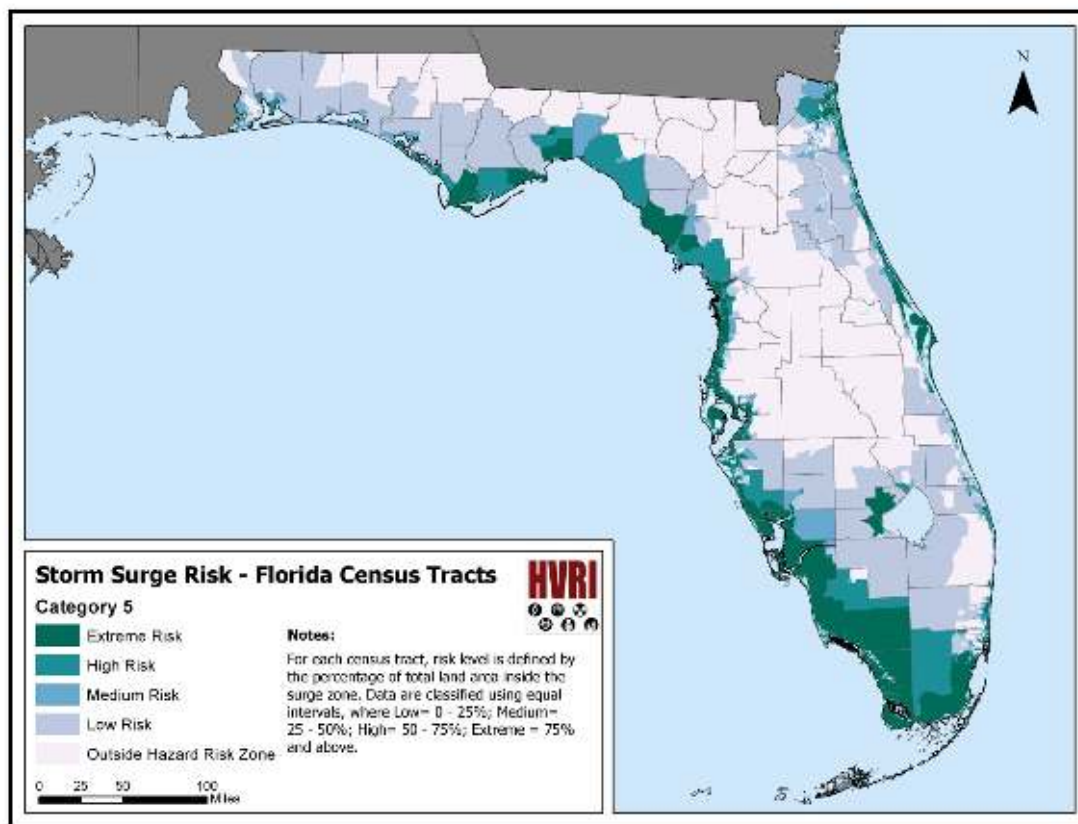 N
Storm Surge Risk - Florida Census Tracts
HVRI
Category 5
Extreme Risk
High Risk
Medium Risk
Low Risk
Outside Hazard Risk Zone
Notes:
For each census tract, risk level is defined by
the percentage of total land area inside the
surge zone. Data are classified using equal
intervals, where Low= 0 - 25%; Medium=
25 - 50%; High= 50 - 75%; Extreme = 75%
and above.
0 25 50 100
Miles